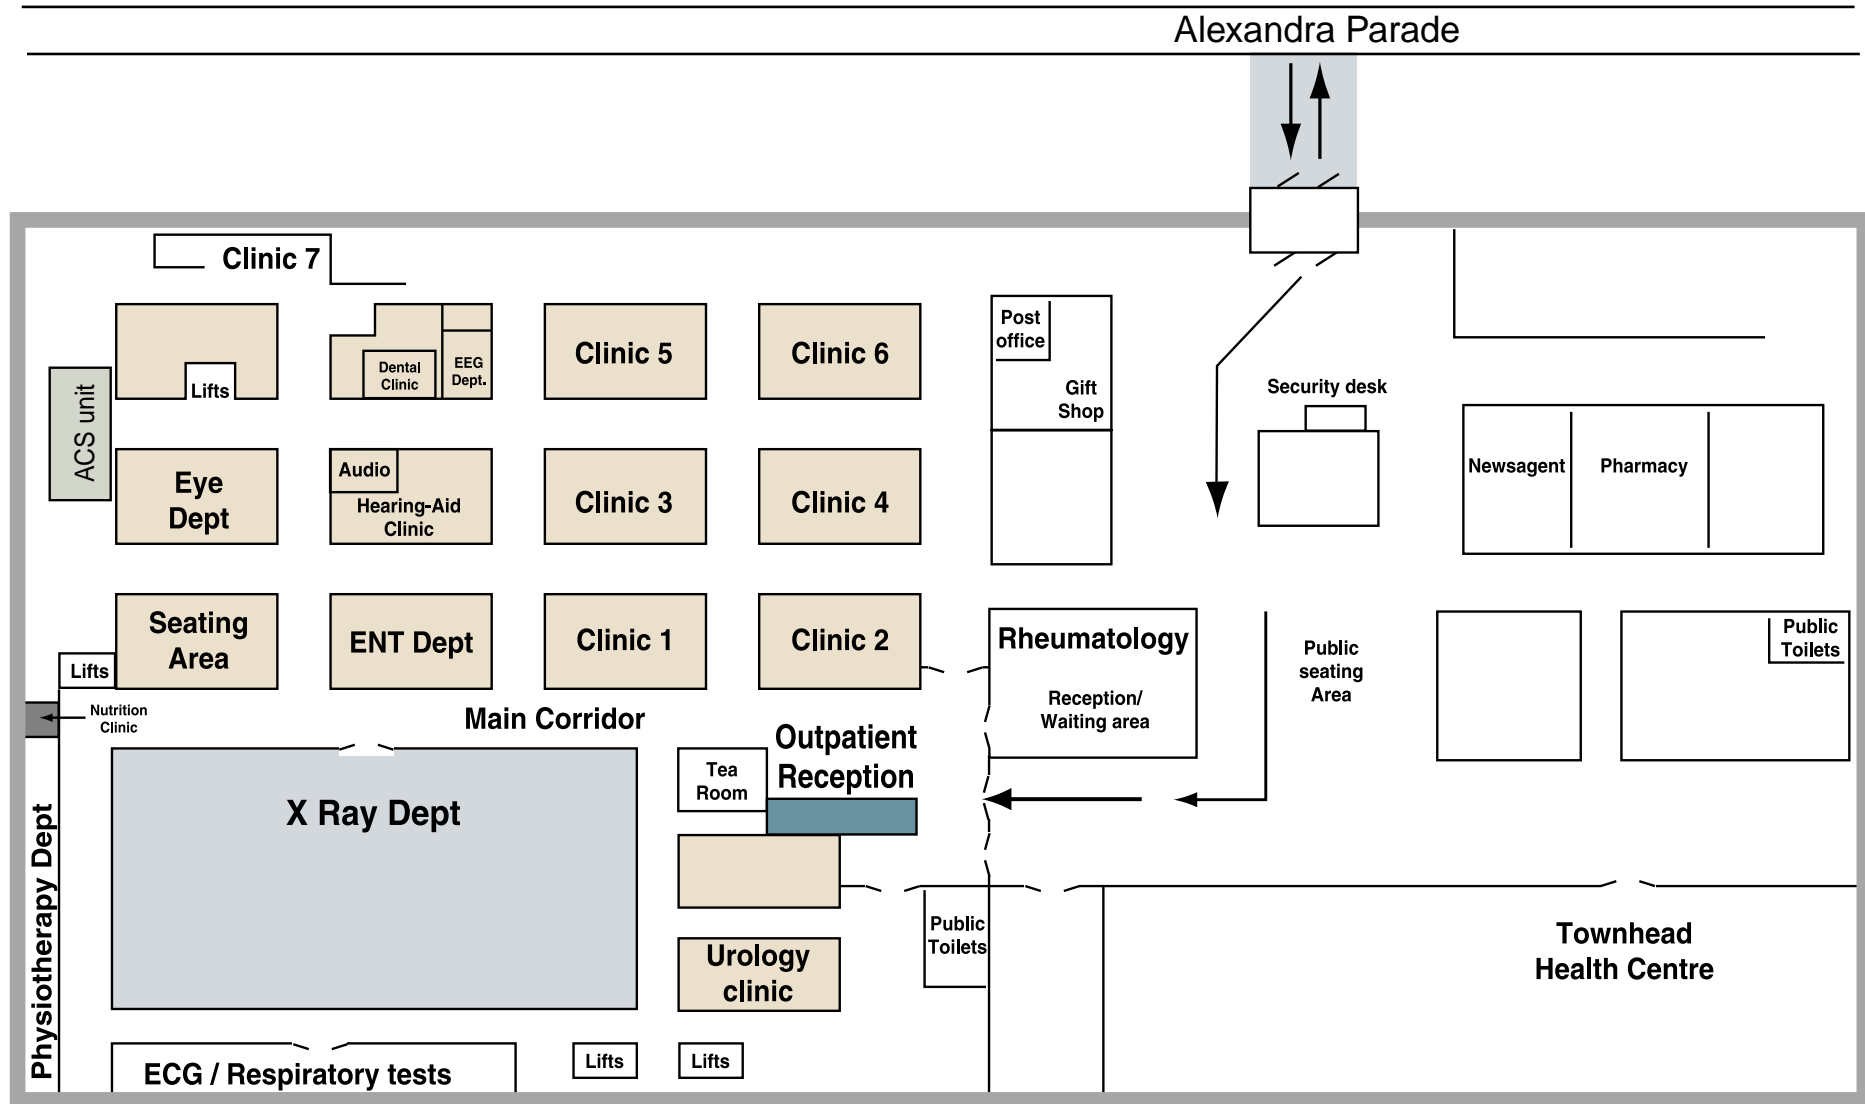 Alexandra Parade
Clinic 7
Post
office
Clinic 5
Clinic 6
Dental
Clinic
EEG
Dept.
Lifts
Gift
Shop
Security desk
ACS unit
Eye
Dept
Audio
Hearing-Aid
Clinic
Clinic 3
Clinic 4
Newsagent
Pharmacy
Seating
Area
ENT Dept
Clinic 1
Clinic 2
Rheumatology
Reception/
Waiting area
Public
seating
Area
Public
Toilets
Lifts
Nutrition
Clinic
Main Corridor
Outpatient
Reception
Tea
Room
X Ray Dept
Physiotherapy Dept
Public
Toilets
Urology
clinic
Townhead
Health Centre
ECG / Respiratory tests
Lifts
Lifts